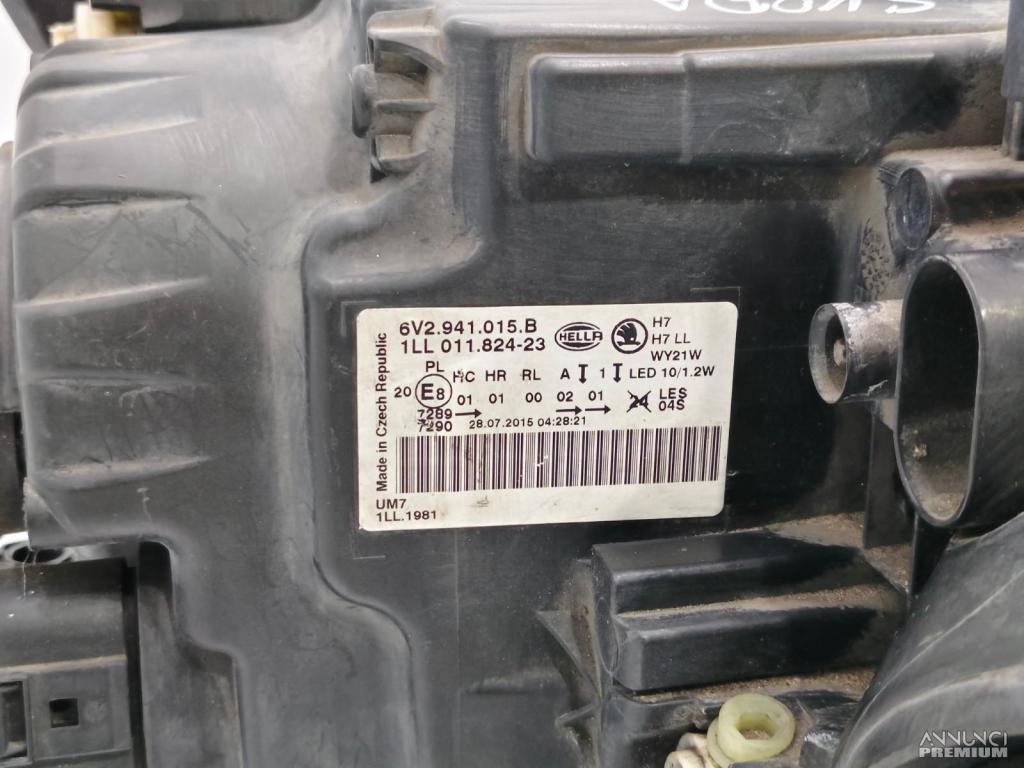 SKODA
6V2.941.015.B
1LL 011.824-23
HELLA
H7
H7 LL
WY21W
Made in Czech Republic
PL HC HR RL A 1 LED 10/1.2W
20 E8 01 01 00 02 01 24 LES
04S
7289
7290
28.07.2015 04:28:21
UM7
1LL.1981
ANNUNCI
PREMIUM